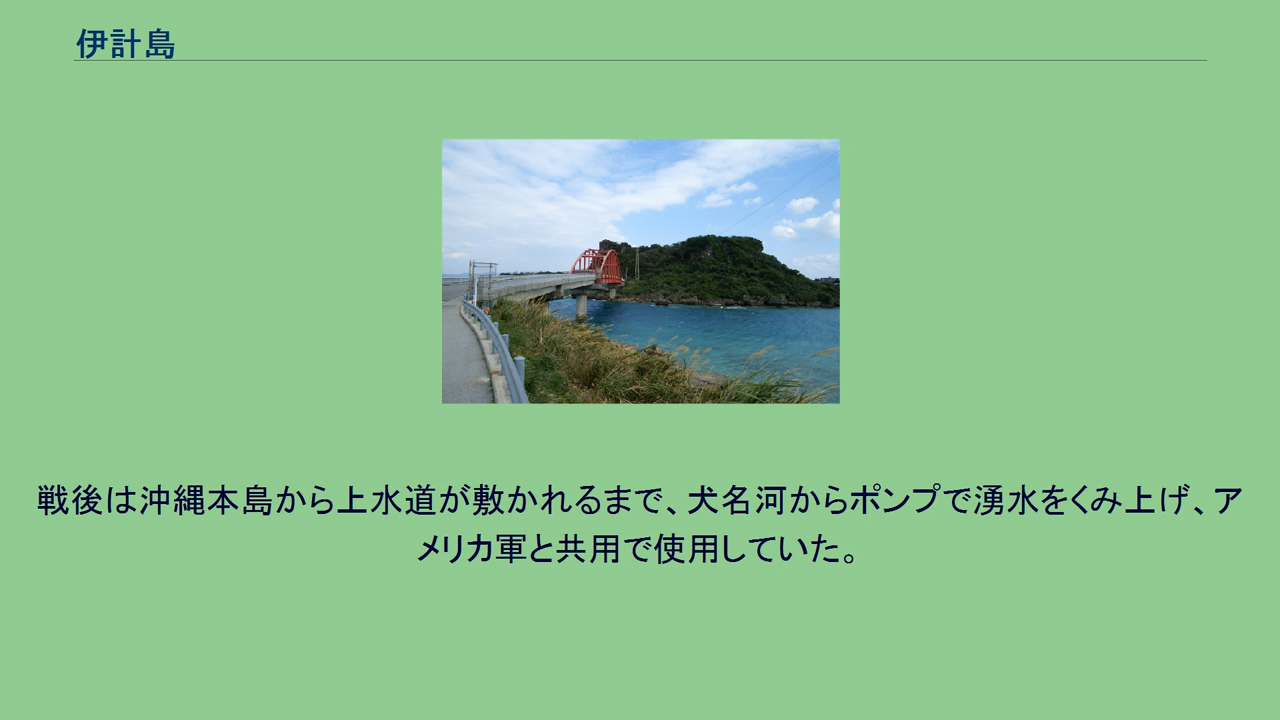 伊計島
戦後は沖縄本島から上水道が敷かれるまで、犬名河からポンプで湧水をくみ上げ、ア
メリカ軍と共用で使用していた。